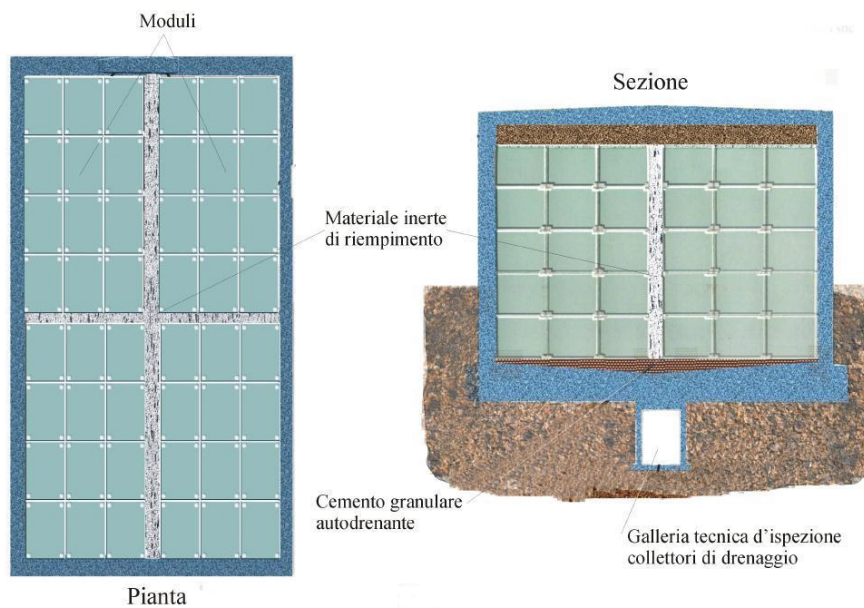 Moduli
Sezione
Materiale inerte
di riempimento
Cemento granulare
autodrenante
Galleria tecnica d'ispezione
collettori di drenaggio
Pianta